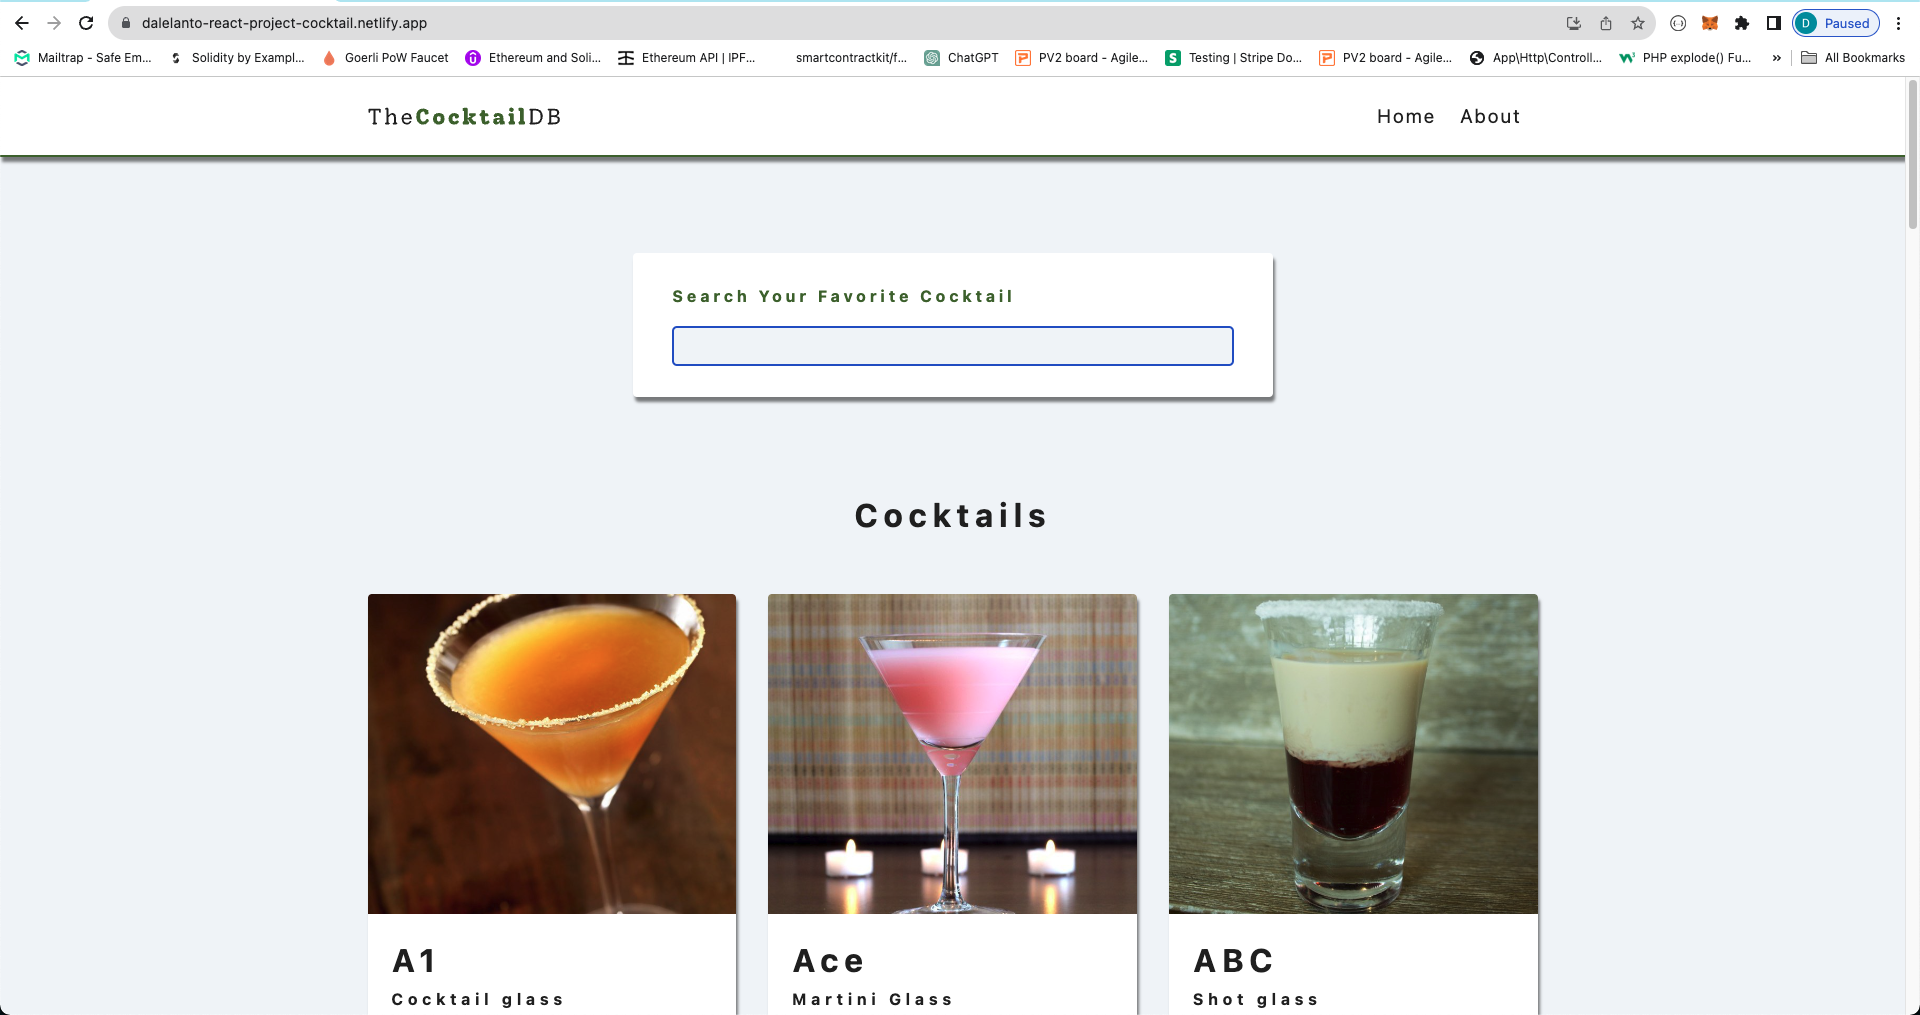 dalelanto-react-project-cocktail.netlify.app
D Paused
Mailtrap - Safe Em... Solidity by Exampl... Goerli PoW Faucet Ethereum and Soli... Ethereum API | IPF... smartcontractkit/f... ChatGPT PV2 board - Agile... Testing | Stripe Do... PV2 board - Agile... App\Http\Controll... PHP explode() Fu... » All Bookmarks
TheCocktailDB
Home About
Search Your Favorite Cocktail
Cocktails
A1
Cocktail glass
Ace
Martini Glass
ABC
Shot glass